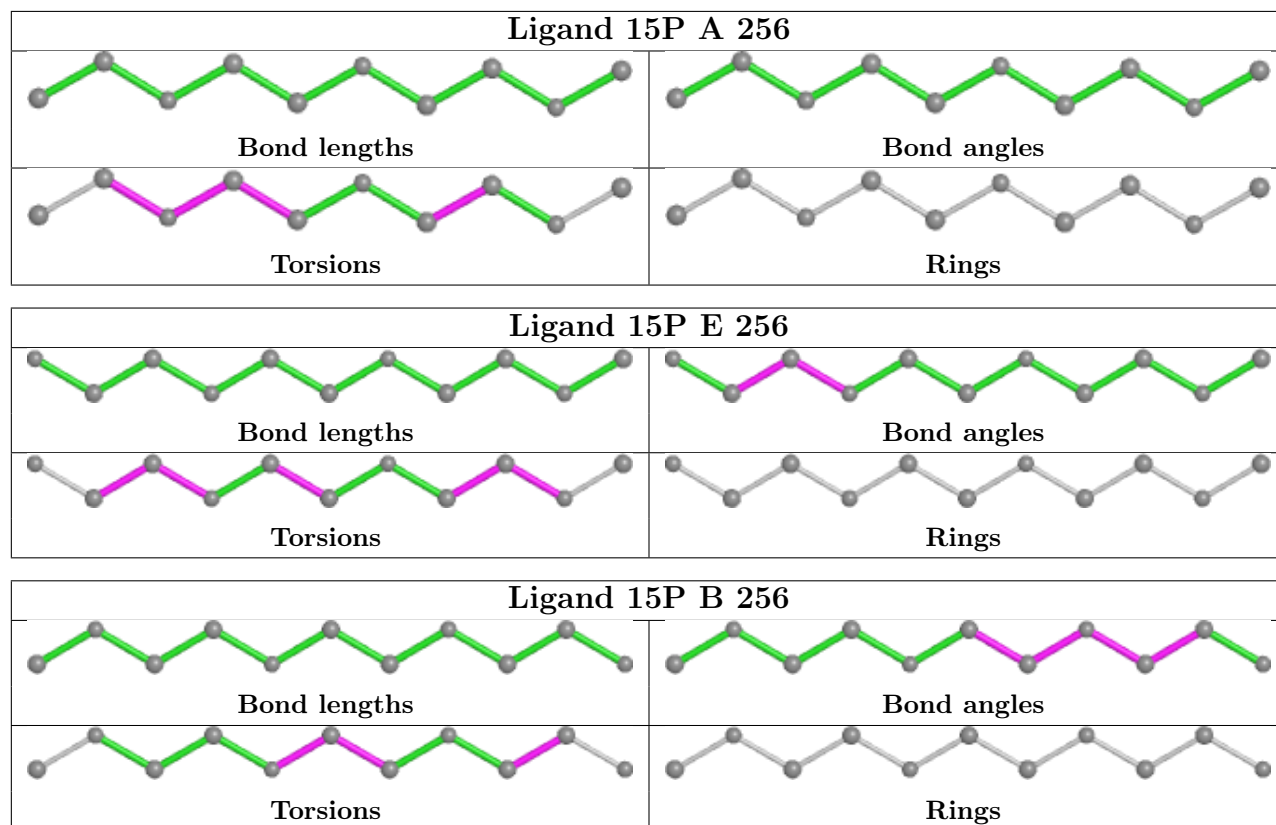 Ligand 15P A 256
Bond lengths
Bond angles
Torsions
Rings
Ligand 15P E 256
Bond lengths
Bond angles
Torsions
Rings
Ligand 15P B 256
Bond lengths
Bond angles
Torsions
Rings